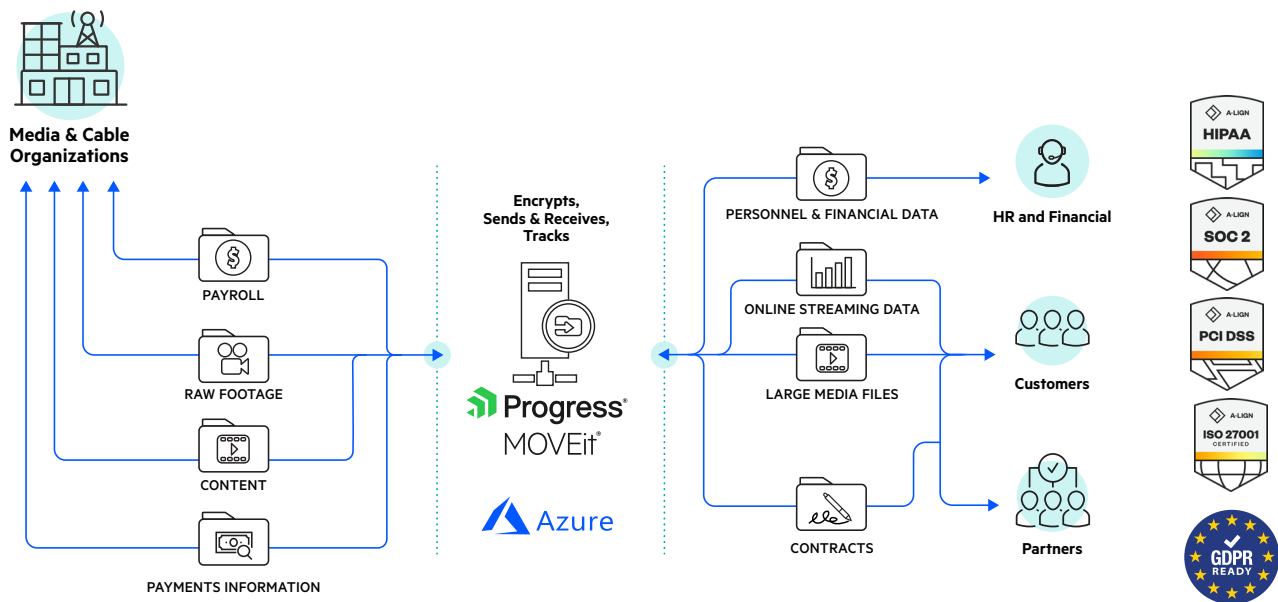 Media & Cable
Organizations
PAYROLL
RAW FOOTAGE
CONTENT
PAYMENTS INFORMATION
Encrypts,
Sends & Receives,
Tracks
Progress®
MOVEit®
Azure
PERSONNEL & FINANCIAL DATA
ONLINE STREAMING DATA
LARGE MEDIA FILES
CONTRACTS
HR and Financial
Customers
Partners
A-LIGN
HIPAA
A-LIGN
SOC 2
A-LIGN
PCI DSS
A-LIGN
ISO 27001
CERTIFIED
GDPR
READY